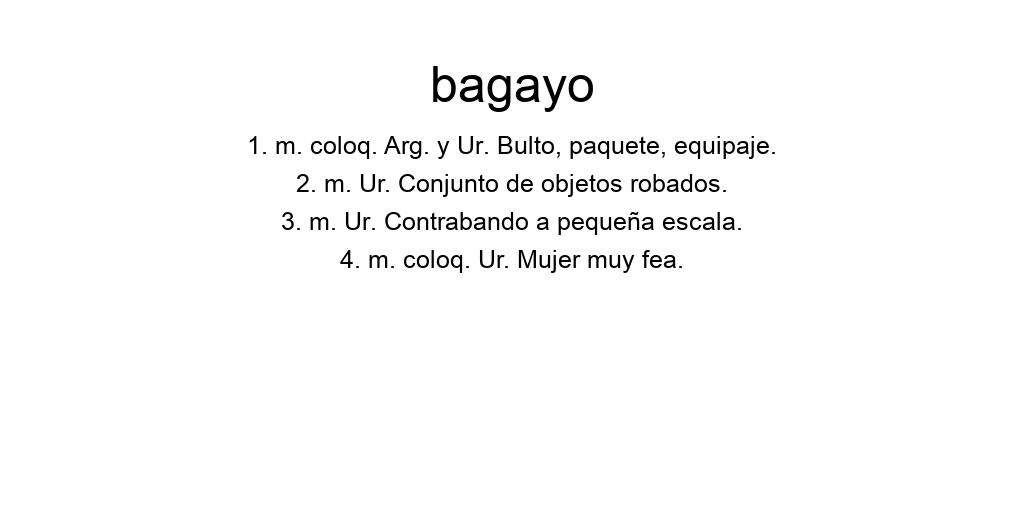 bagayo
1. m. coloq. Arg. y Ur. Bulto, paquete, equipaje.
2. m. Ur. Conjunto de objetos robados.
3. m. Ur. Contrabando a pequeña escala.
4. m. coloq. Ur. Mujer muy fea.